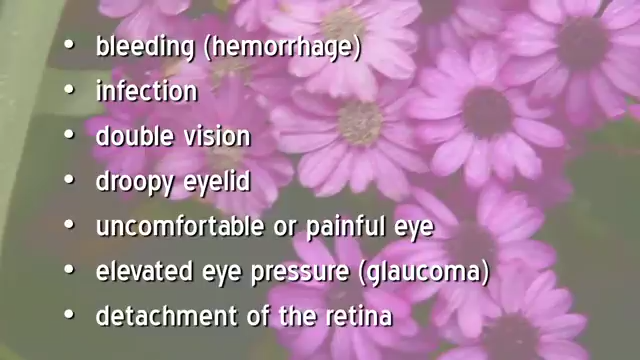 • bleeding (hemorrhage)
• infection
• double vision
• droopy eyelid
• uncomfortable or painful eye
• elevated eye pressure (glaucoma)
• detachment of the retina